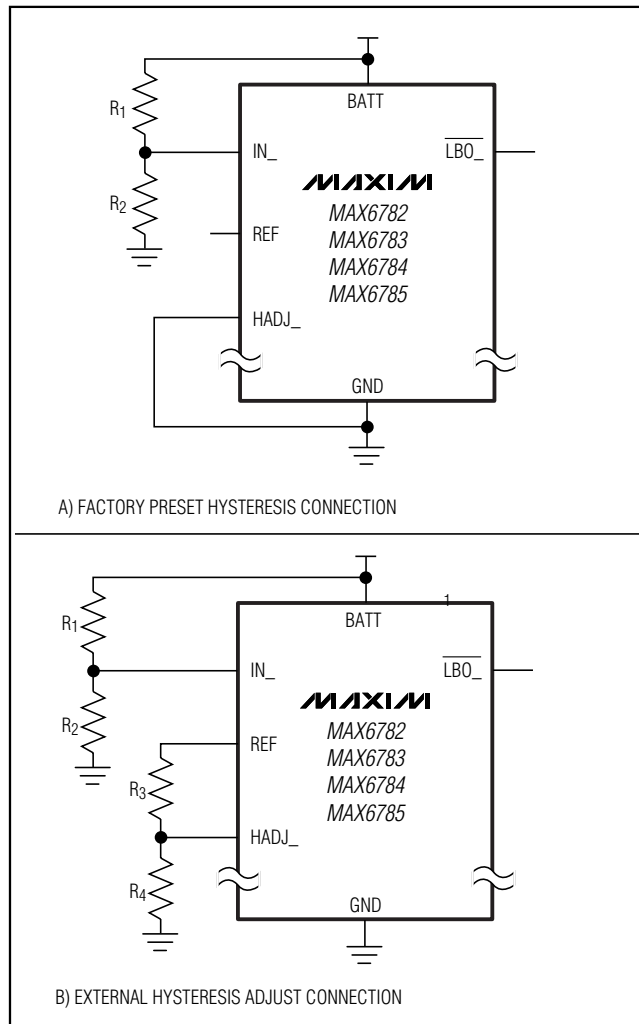 BATT
R1
IN_
LBO_
MAXIM
R2
MAX6782
REF
MAX6783
MAX6784
MAX6785
HADJ_
GND
A) FACTORY PRESET HYSTERESIS CONNECTION
1
BATT
R1
IN_
LBO_
MAXIM
R2
MAX6782
REF
MAX6783
R3
MAX6784
MAX6785
HADJ_
R4
GND
B) EXTERNAL HYSTERESIS ADJUST CONNECTION